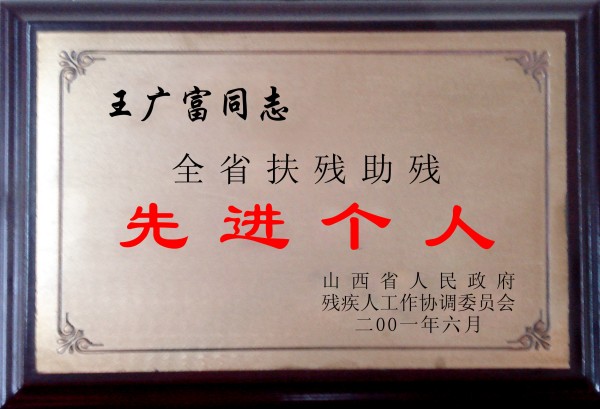 王广富同志
全省扶残助残
先进个人
山西省人民政府
残疾人工作协调委员会
二00一年六月